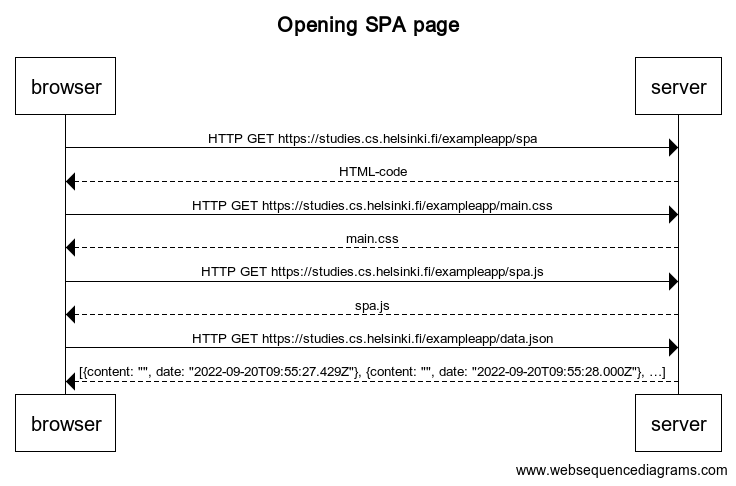 Opening SPA page
browser
server
HTTP GET https://studies.cs.helsinki.fi/exampleapp/spa
HTML-code
HTTP GET https://studies.cs.helsinki.fi/exampleapp/main.css
main.css
HTTP GET https://studies.cs.helsinki.fi/exampleapp/spa.js
spa.js
HTTP GET https://studies.cs.helsinki.fi/exampleapp/data.json
[{content: "", date: "2022-09-20T09:55:27.429Z"}, {content: "", date: "2022-09-20T09:55:28.000Z"}, …]
browser
server
www.websequencediagrams.com